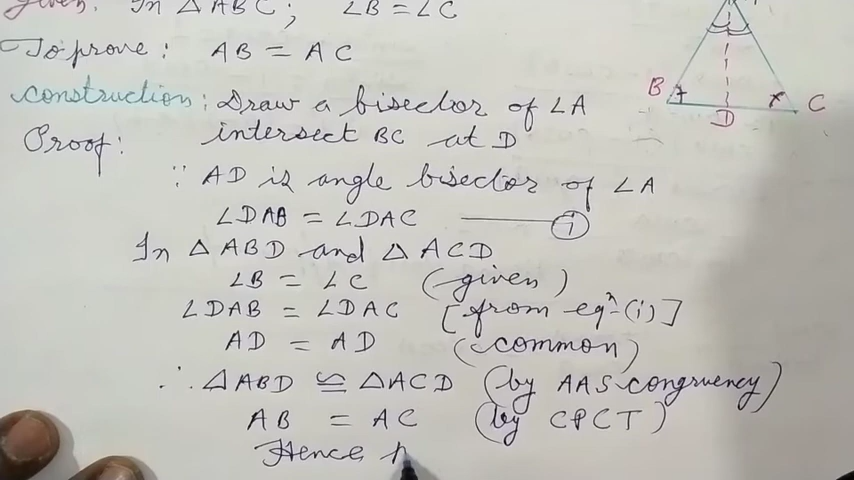 Given: In △ABC; ∠B = ∠C
To prove: AB = AC
Construction: Draw a bisector of ∠A
intersect BC at D
Proof:
∵ AD is angle bisector of ∠A
∠DAB = ∠DAC —— (i)
In △ABD and △ACD
∠B = ∠C (given)
∠DAB = ∠DAC [from eqⁿ-(i)]
AD = AD (common)
∴ △ABD ≅ △ACD (by AAS congruency)
AB = AC (by CPCT)
Hence
B
D
C